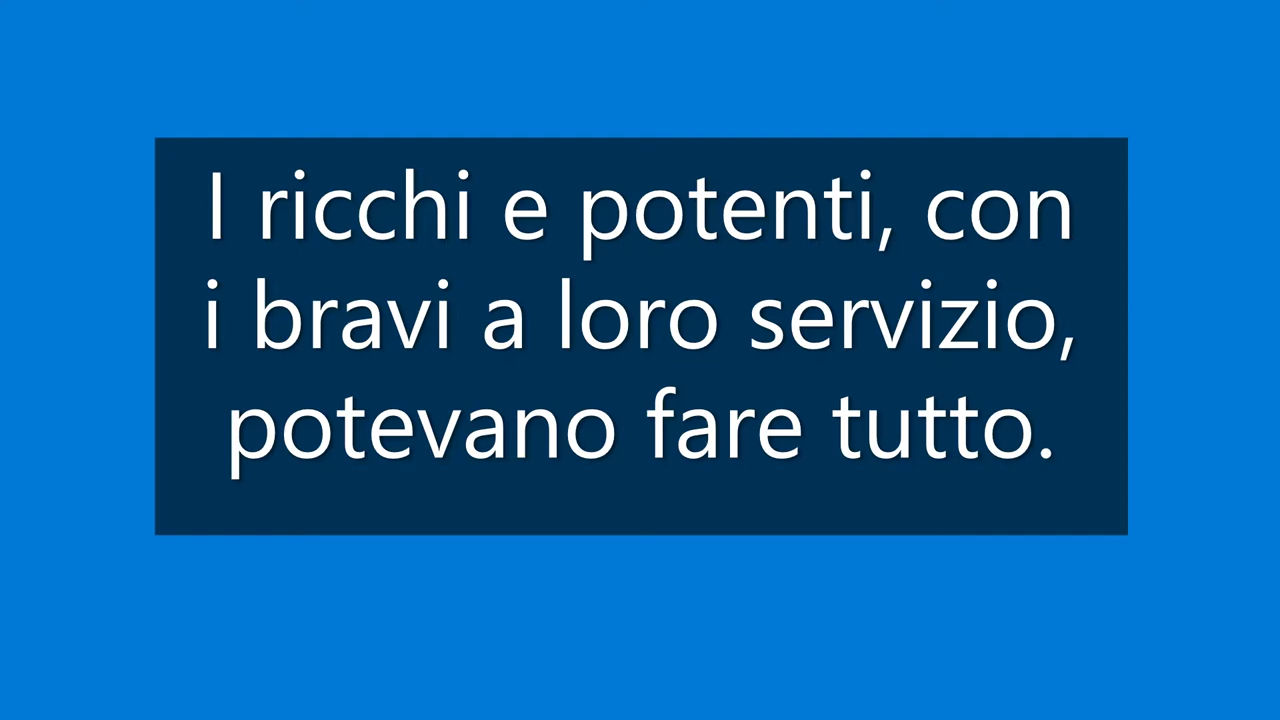 I ricchi e potenti, con
i bravi a loro servizio,
potevano fare tutto.